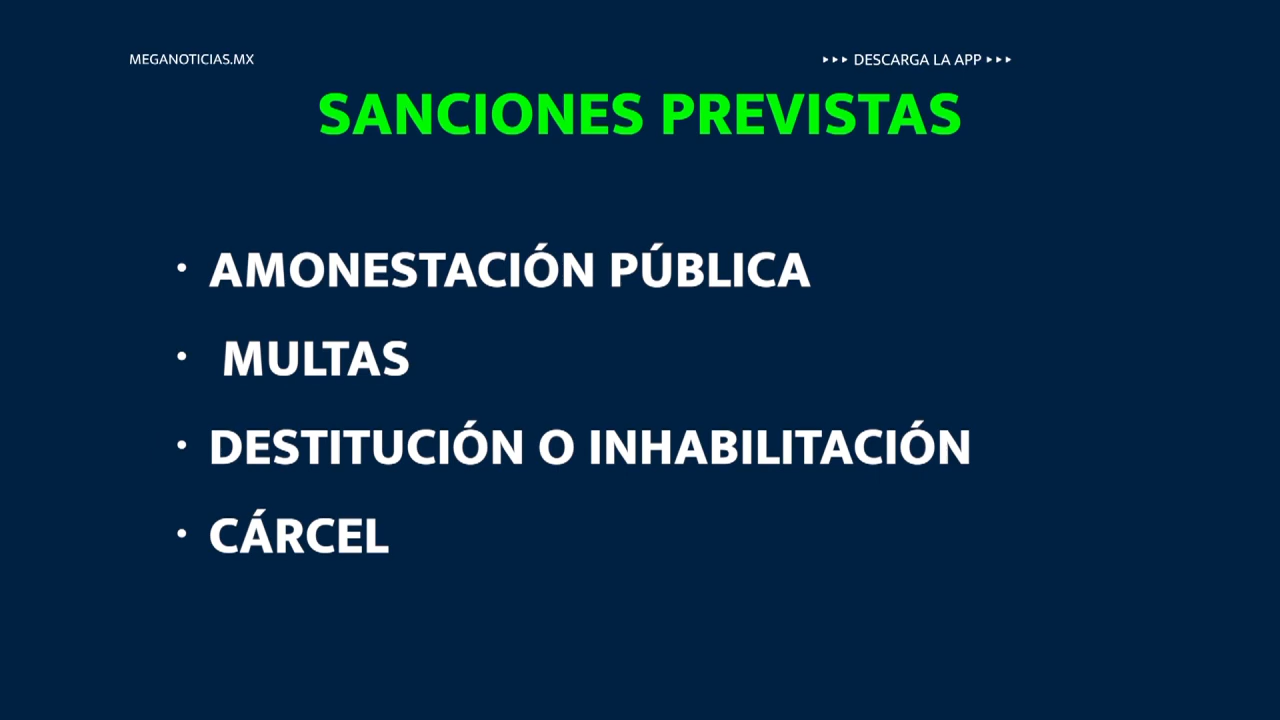 MEGANOTICIAS.MX
DESCARGA LA APP
SANCIONES PREVISTAS
• AMONESTACIÓN PÚBLICA
• MULTAS
• DESTITUCIÓN O INHABILITACIÓN
• CÁRCEL